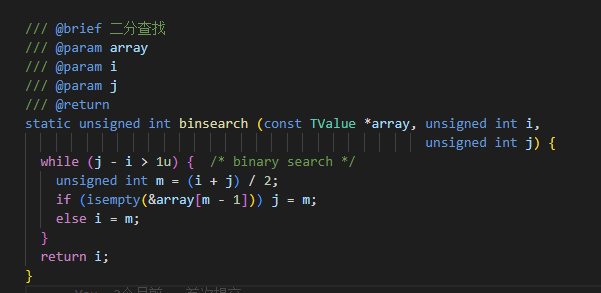 /// @brief 二分查找
/// @param array
/// @param i
/// @param j
/// @return
static unsigned int binsearch (const TValue *array, unsigned int i,
                                                    unsigned int j) {
  while (j - i > 1u) {  /* binary search */
    unsigned int m = (i + j) / 2;
    if (isempty(&array[m - 1])) j = m;
    else i = m;
  }
  return i;
}